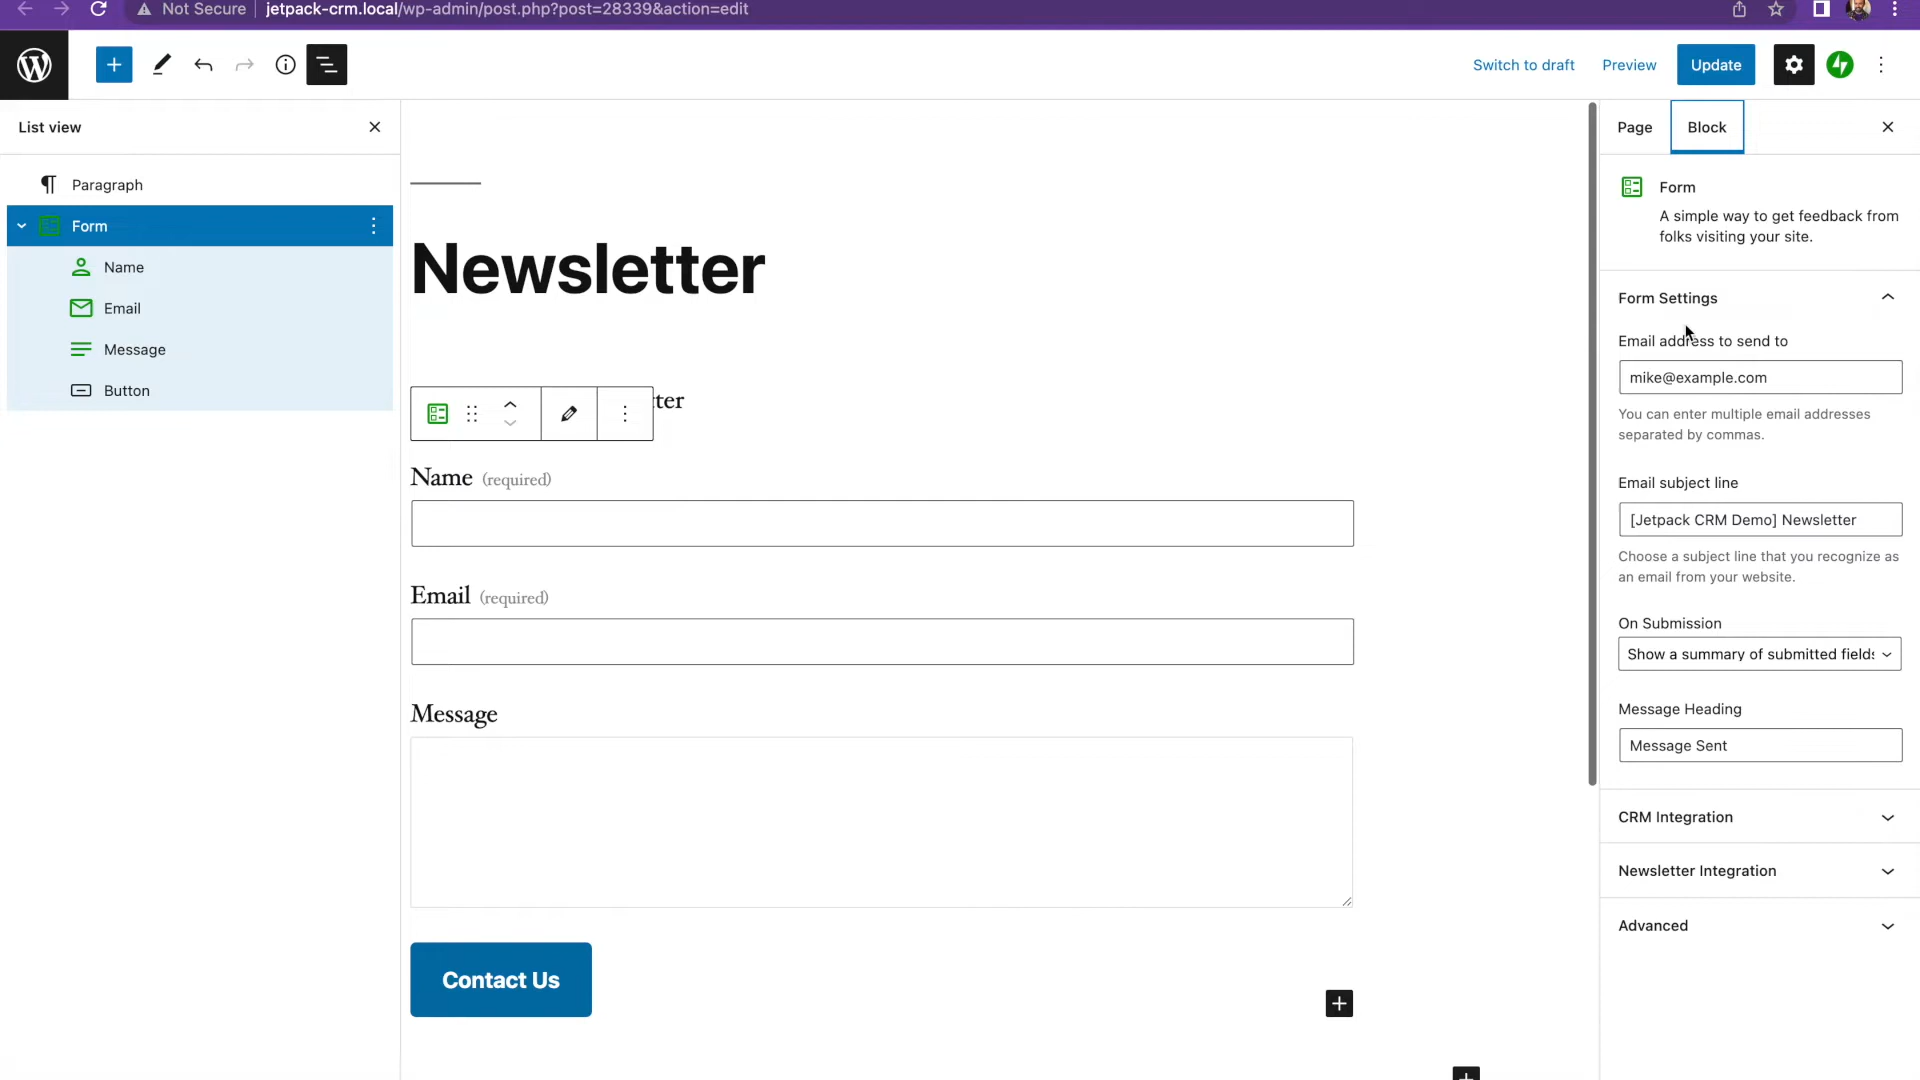 Not Secure
jetpack-crm.local/wp-admin/post.php?post=28339&action=edit
Switch to draft
Preview
Update
List view
Paragraph
Form
Name
Email
Message
Button
Newsletter
tter
Name (required)
Email (required)
Message
Contact Us
Page
Block
Form
A simple way to get feedback from
folks visiting your site.
Form Settings
Email address to send to
mike@example.com
You can enter multiple email addresses
separated by commas.
Email subject line
[Jetpack CRM Demo] Newsletter
Choose a subject line that you recognize as
an email from your website.
On Submission
Show a summary of submitted fields
Message Heading
Message Sent
CRM Integration
Newsletter Integration
Advanced